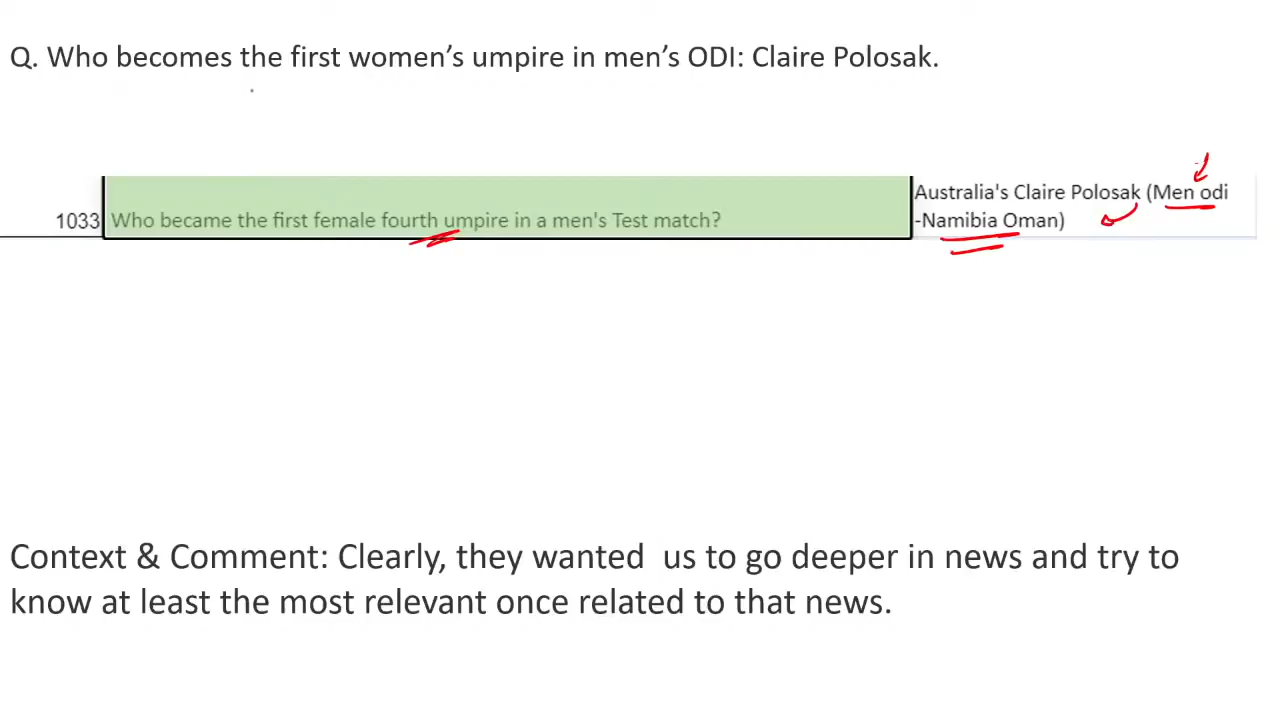 Q. Who becomes the first women’s umpire in men’s ODI: Claire Polosak.
Australia's Claire Polosak (Men odi
1033 Who became the first female fourth umpire in a men's Test match? -Namibia Oman)
Context & Comment: Clearly, they wanted us to go deeper in news and try to
know at least the most relevant once related to that news.